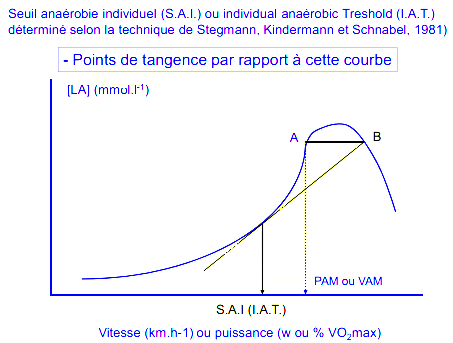 Seuil anaérobie individuel (S.A.I.) ou individual anaérobic Treshold (I.A.T.)
déterminé selon la technique de Stegmann, Kindermann et Schnabel, 1981)
- Points de tangence par rapport à cette courbe
[LA] (mmol.l-1)
A
B
PAM ou VAM
S.A.I (I.A.T.)
Vitesse (km.h-1) ou puissance (w ou % VO2max)